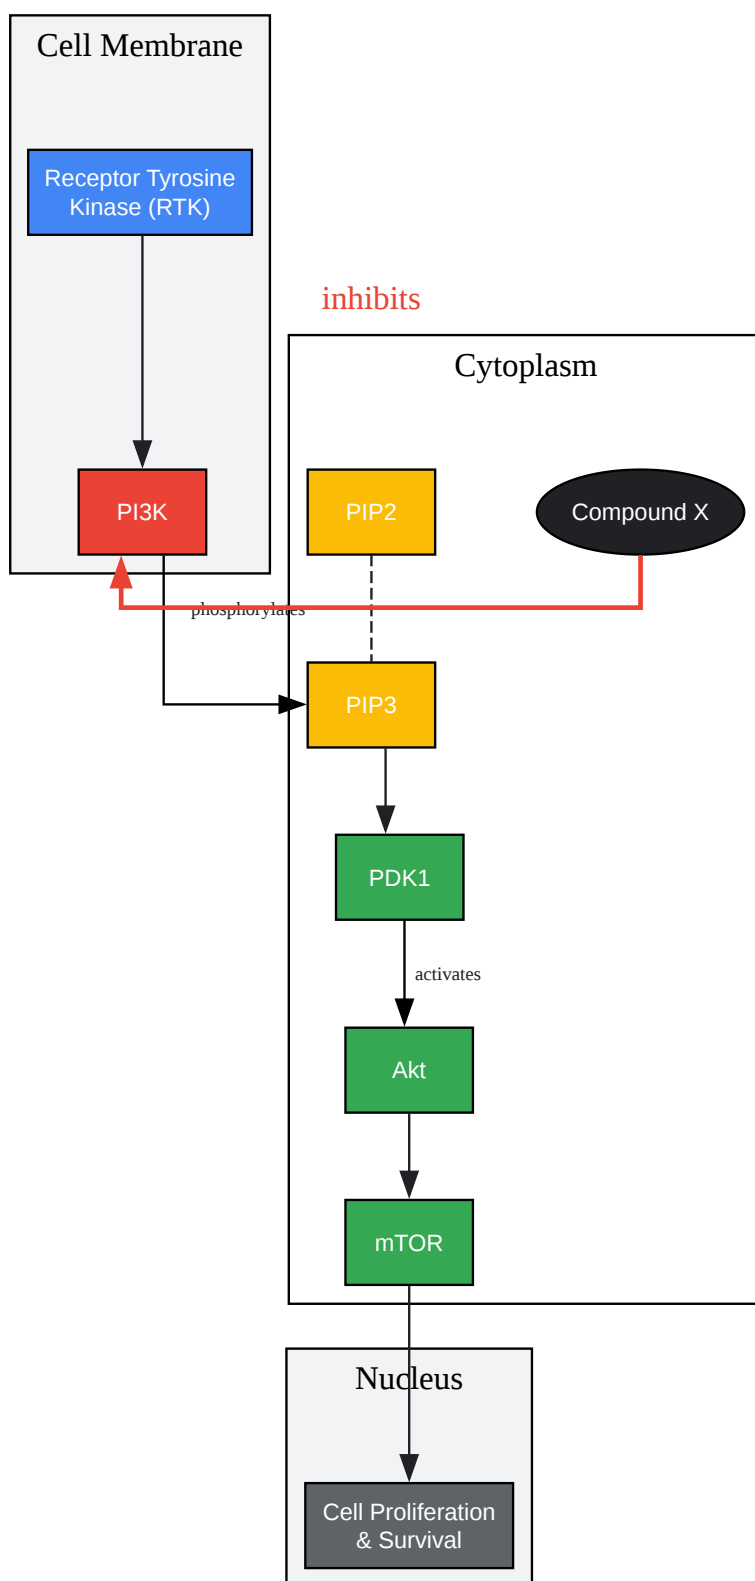 Cell Membrane
Receptor Tyrosine
Kinase (RTK)
inhibits
Cytoplasm
PI3K
PIP2
Compound X
phosphorylates
PIP3
PDK1
activates
Akt
mTOR
Nucleus
Cell Proliferation
& Survival